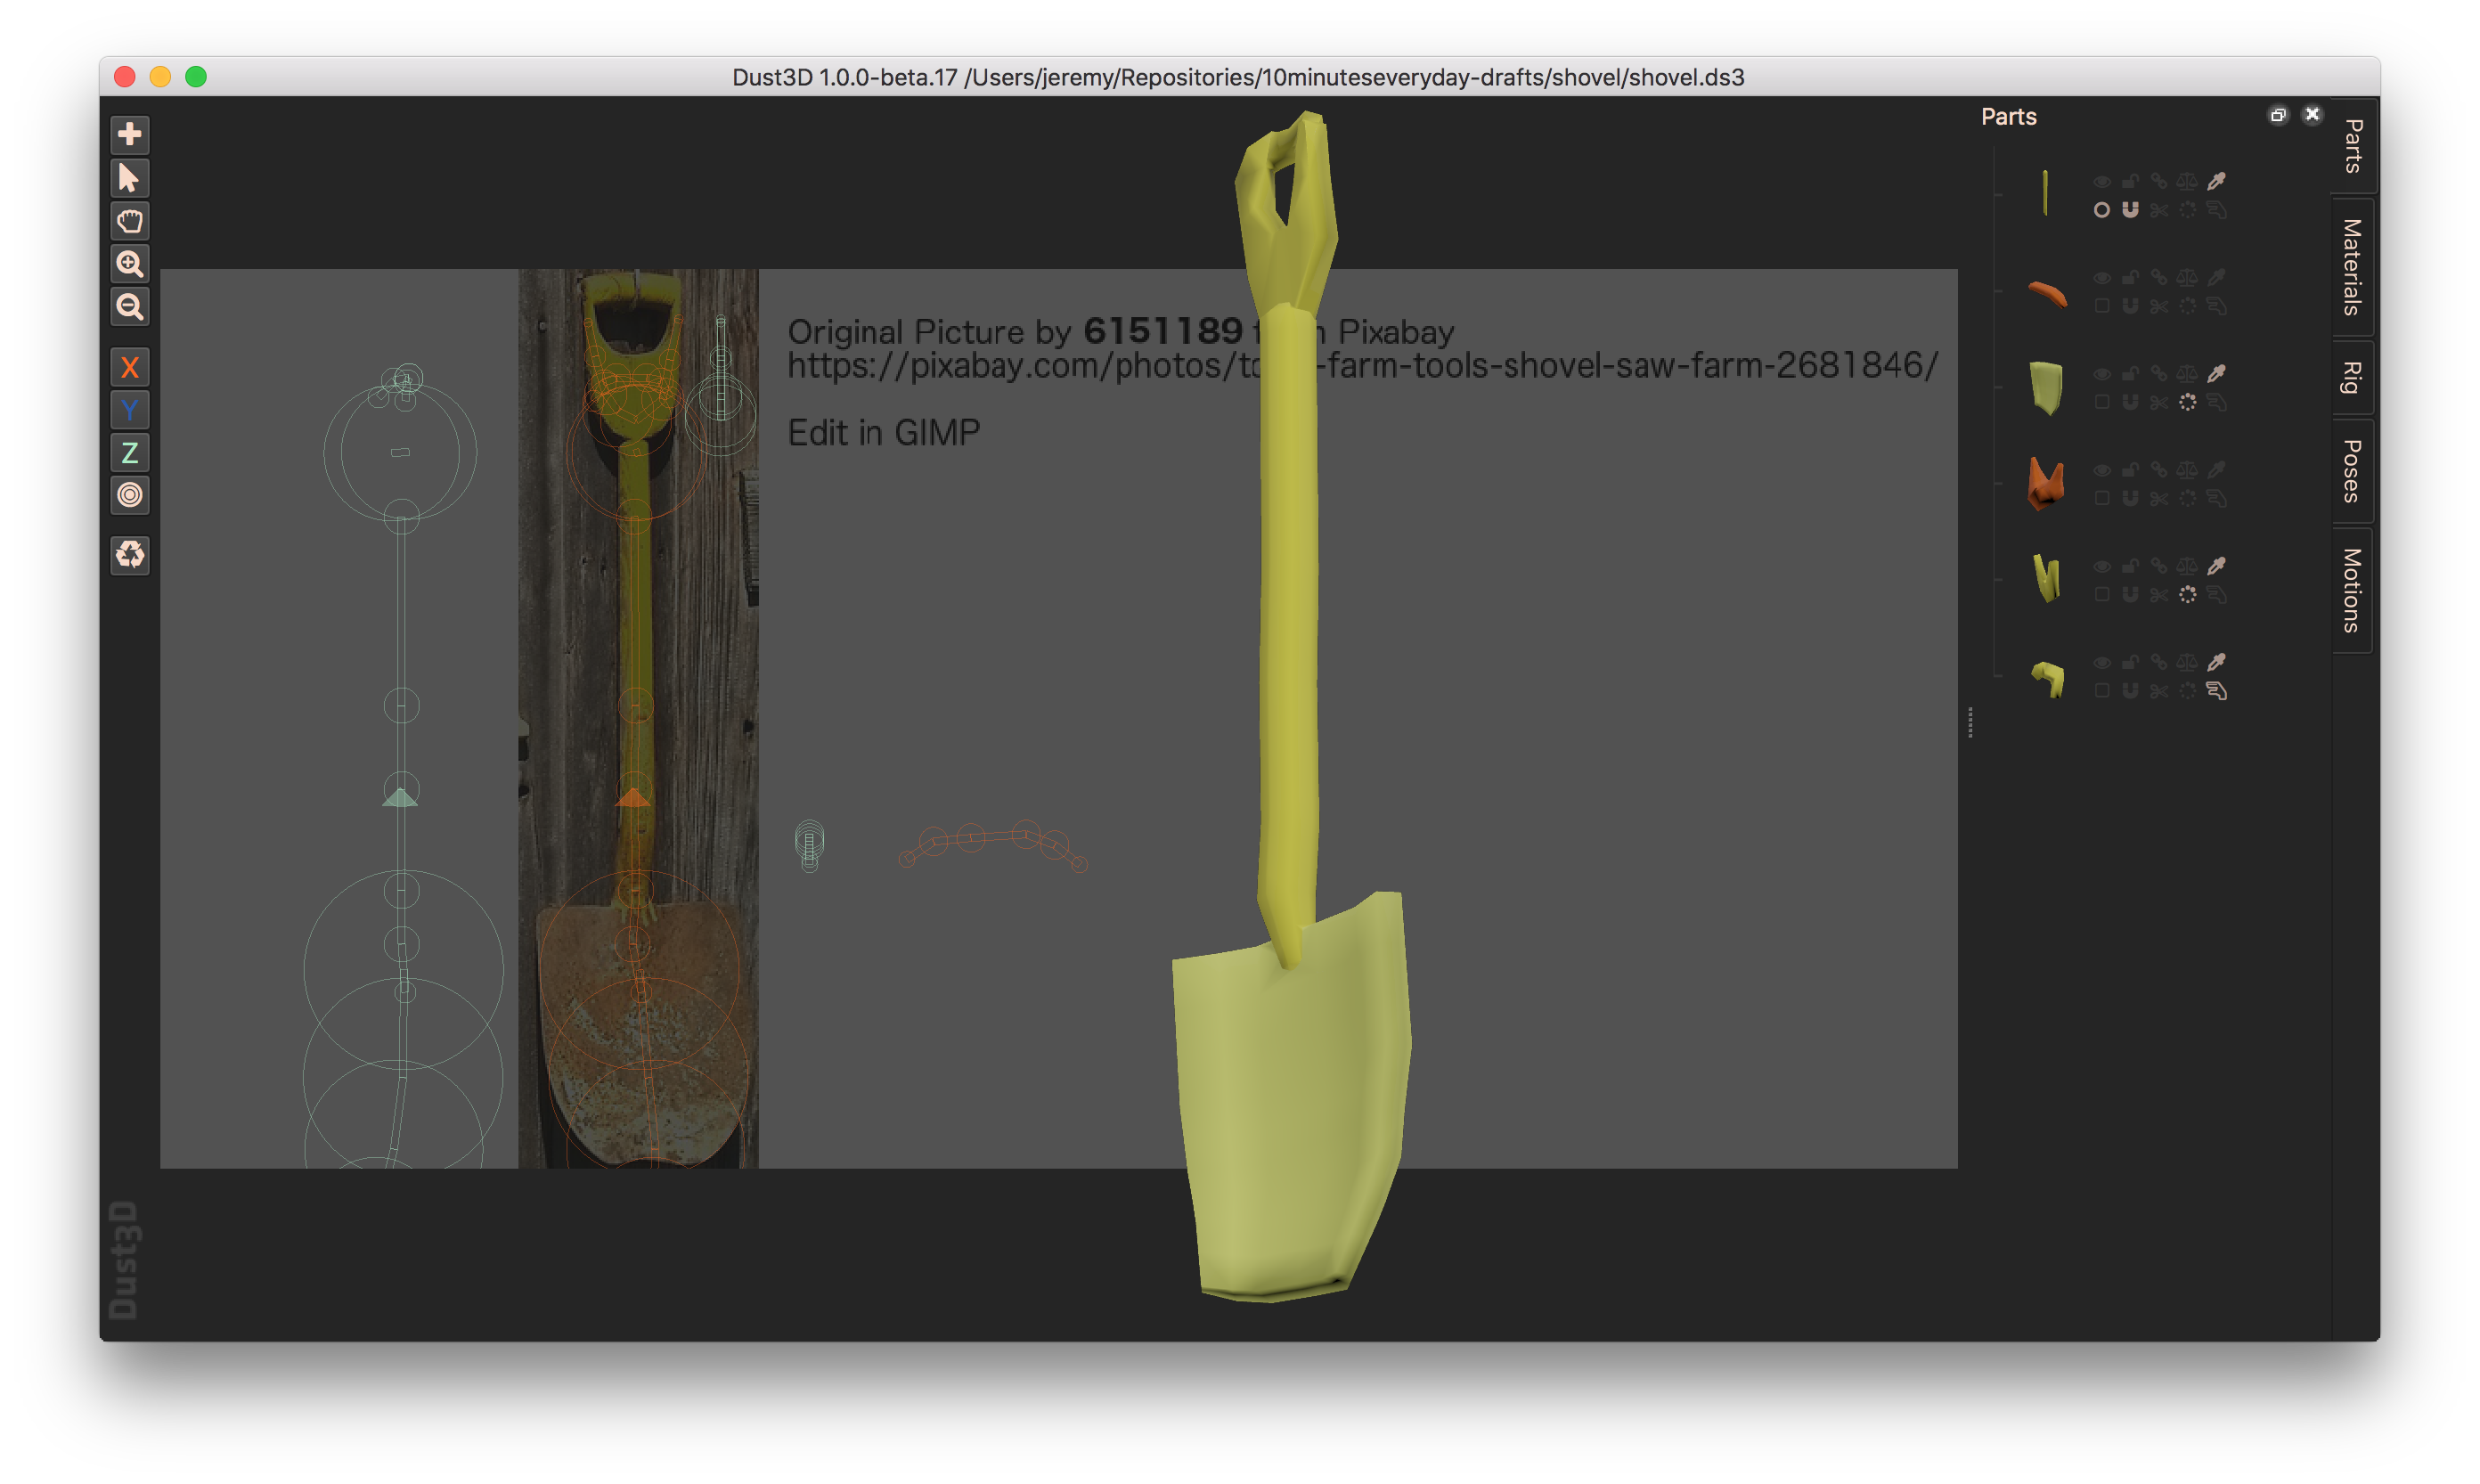 Dust3D 1.0.0-beta.17 /Users/jeremy/Repositories/10minuteseveryday-drafts/shovel/shovel.ds3
Parts
Parts
Materials
Rig
Poses
Motions
X
Y
Z
Original Picture by 6151189 Pixabay
https://pixabay.com/photos/to -farm-tools-shovel-saw-farm-2681846/
Edit in GIMP
Dust3D